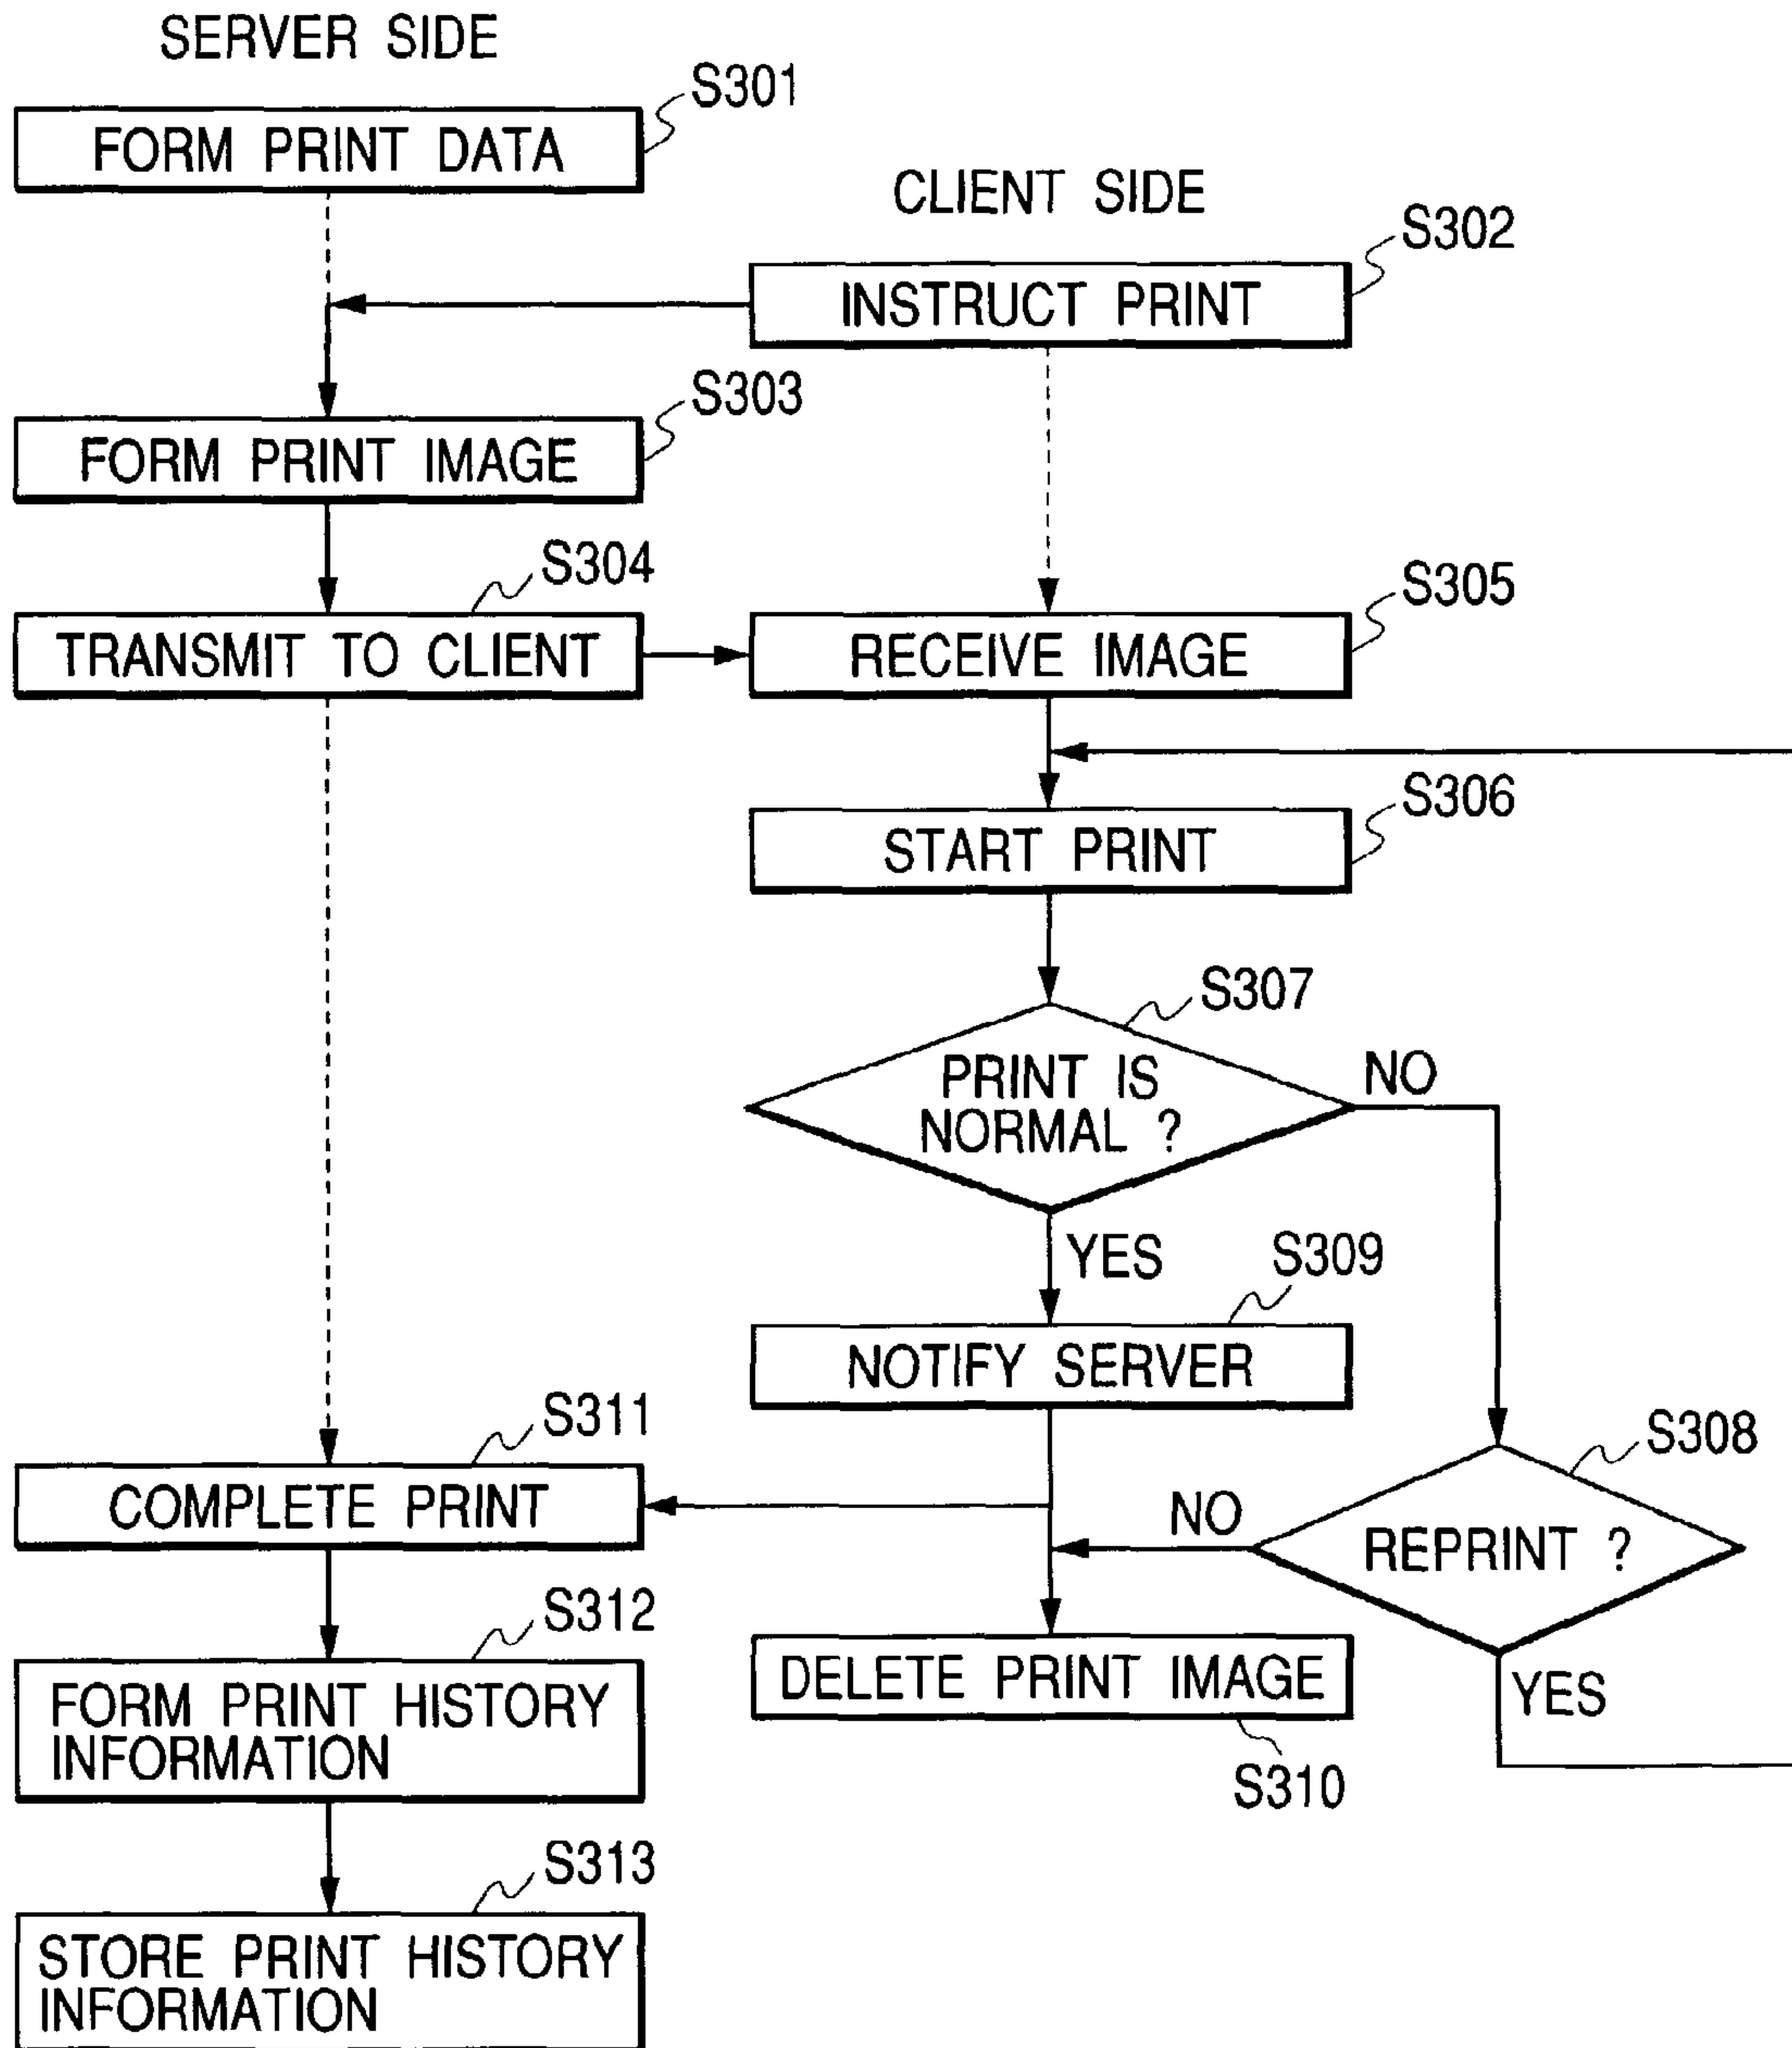 SERVER SIDE
S301
FORM PRINT DATA
CLIENT SIDE
S302
INSTRUCT PRINT
S303
FORM PRINT IMAGE
S304
TRANSMIT TO CLIENT
S305
RECEIVE IMAGE
S306
START PRINT
S307
PRINT IS
NORMAL ?
NO
YES
S309
NOTIFY SERVER
S311
COMPLETE PRINT
S308
REPRINT ?
NO
YES
S312
FORM PRINT HISTORY
INFORMATION
DELETE PRINT IMAGE
S310
S313
STORE PRINT HISTORY
INFORMATION